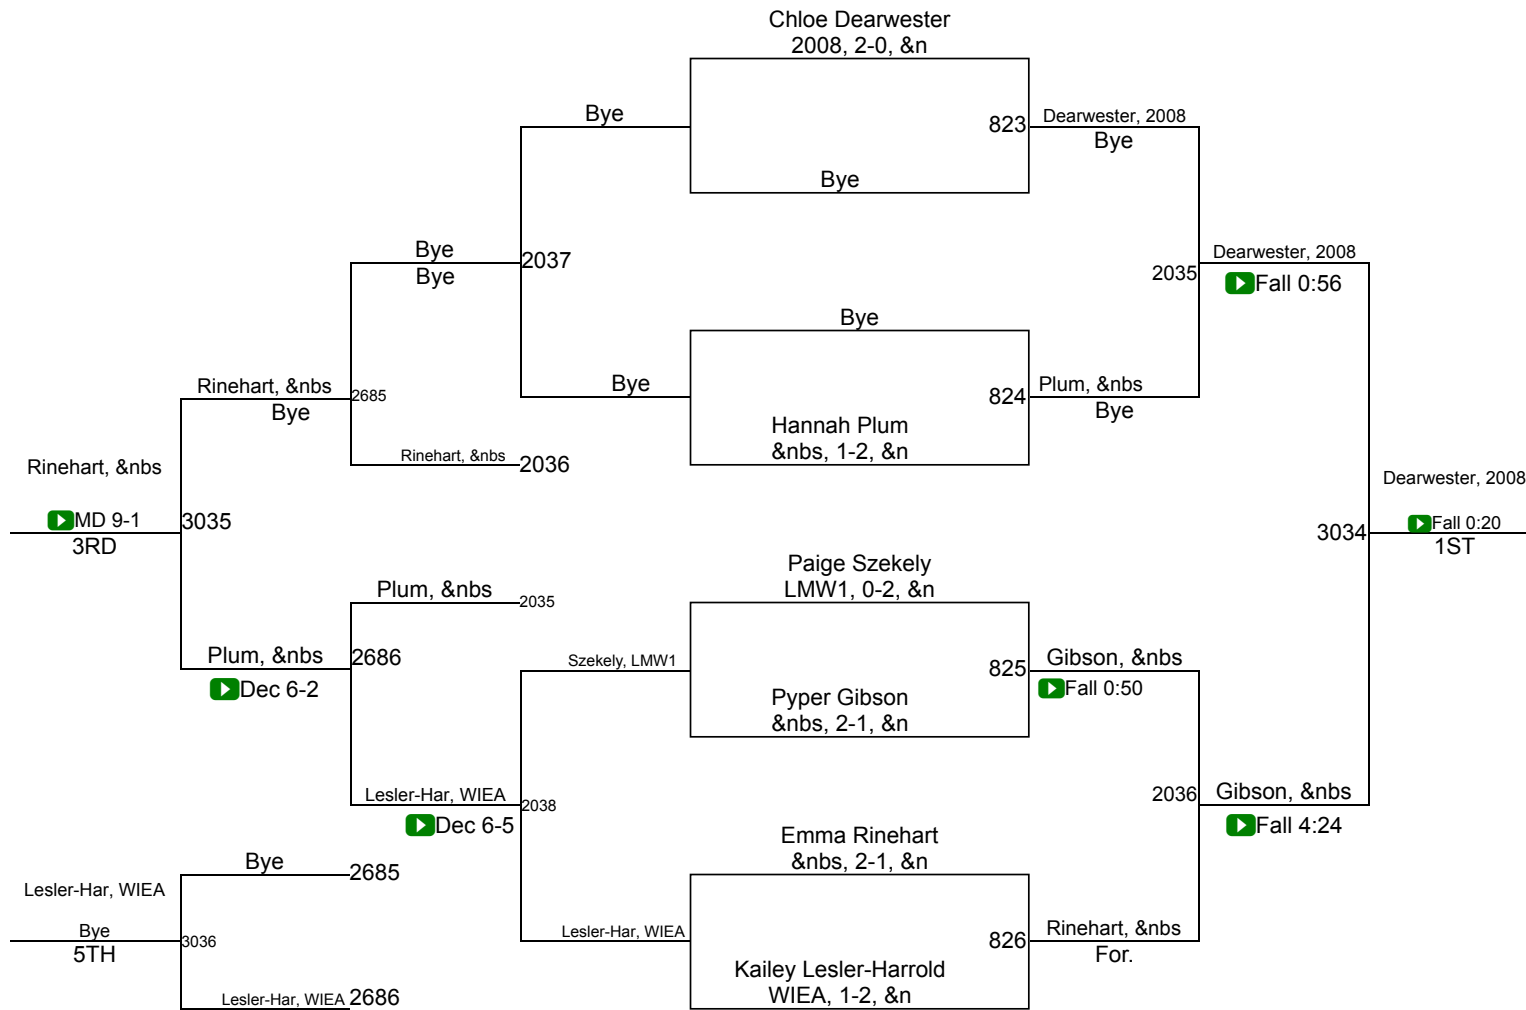 Chloe Dearwester
2008, 2-0, &n
Bye
823
Dearwester, 2008
Bye
Bye
Bye
Bye
2037
2035
Dearwester, 2008
Fall 0:56
Bye
Bye
824
Plum, &nbs
Bye
Hannah Plum
&nbs, 1-2, &n
Rinehart, &nbs
Bye
2685
Rinehart, &nbs
2036
Rinehart, &nbs
MD 9-1
3RD
3035
Dearwester, 2008
3034
Fall 0:20
1ST
Paige Szekely
LMW1, 0-2, &n
Plum, &nbs
2035
Plum, &nbs
Dec 6-2
2686
Szekely, LMW1
825
Gibson, &nbs
Fall 0:50
Pyper Gibson
&nbs, 2-1, &n
Lesler-Har, WIEA
Dec 6-5
2038
2036
Gibson, &nbs
Fall 4:24
Emma Rinehart
&nbs, 2-1, &n
Bye
2685
Lesler-Har, WIEA
Bye
5TH
3036
Lesler-Har, WIEA
826
Rinehart, &nbs
For.
Kailey Lesler-Harrold
WIEA, 1-2, &n
Lesler-Har, WIEA
2686